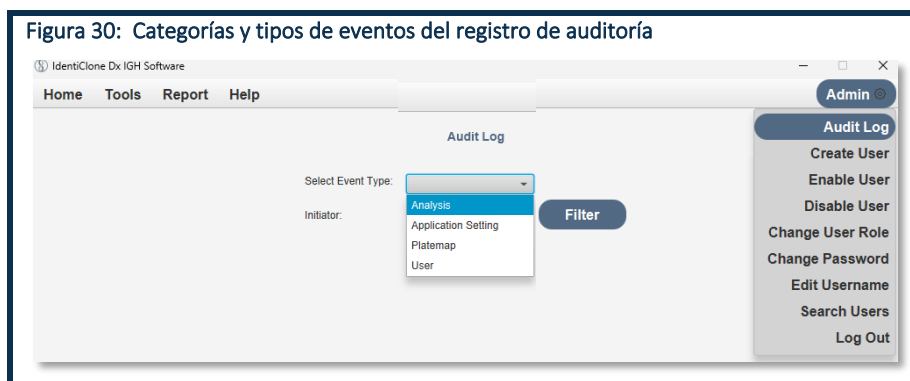 Figura 30: Categorías y tipos de eventos del registro de auditoría
IdentiClone Dx IGH Software
Home Tools Report Help Admin
Audit Log
Select Event Type:
Analysis
Application Setting
Platemap
User
Initiator:
Filter
Audit Log
Create User
Enable User
Disable User
Change User Role
Change Password
Edit Username
Search Users
Log Out